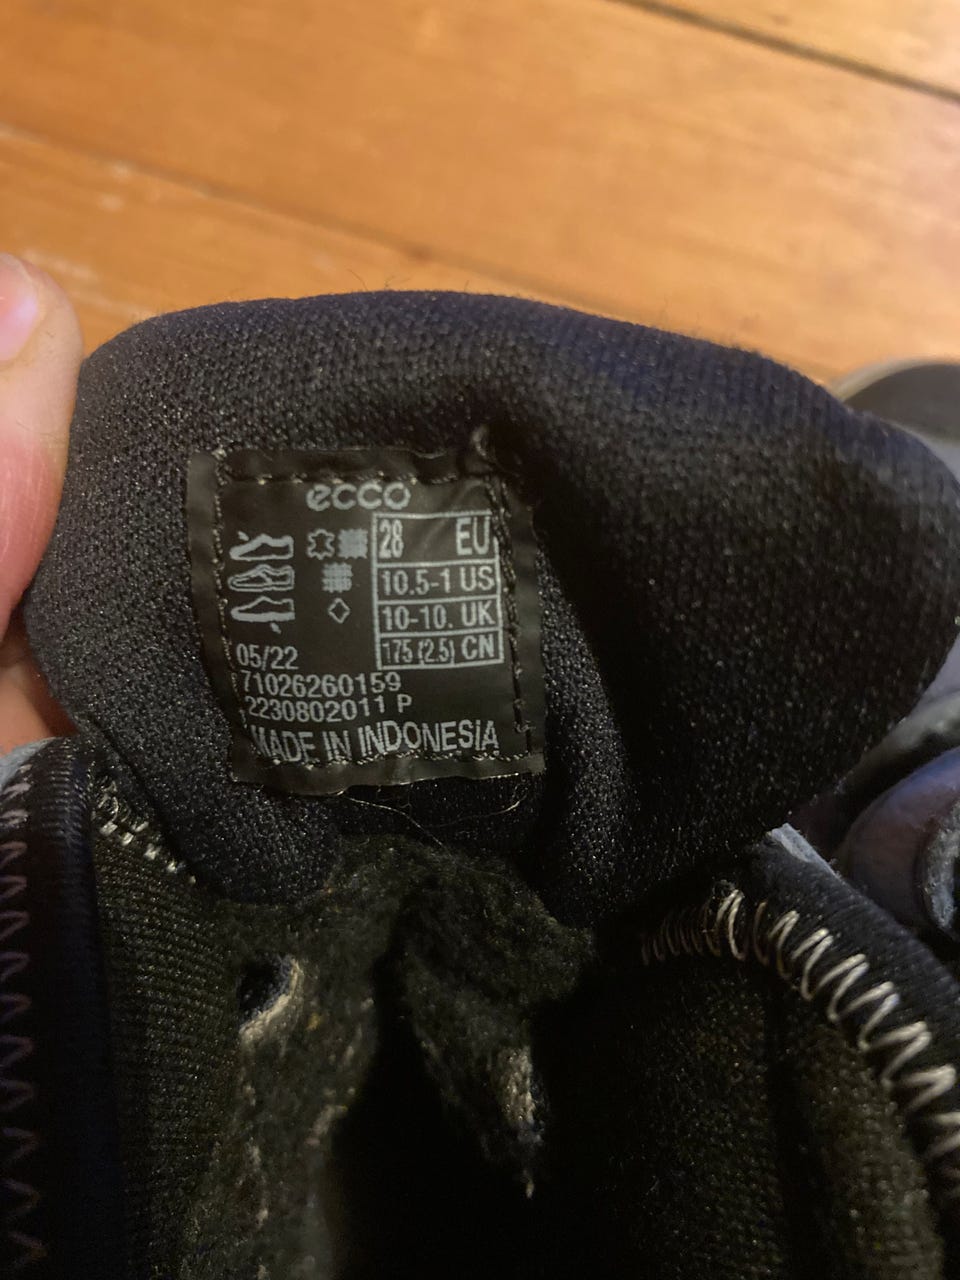 ecco
28 EU
10.5-1 US
10-10. UK
175 (2.5) CN
05/22
71026260159
2230802011 P
MADE IN INDONESIA